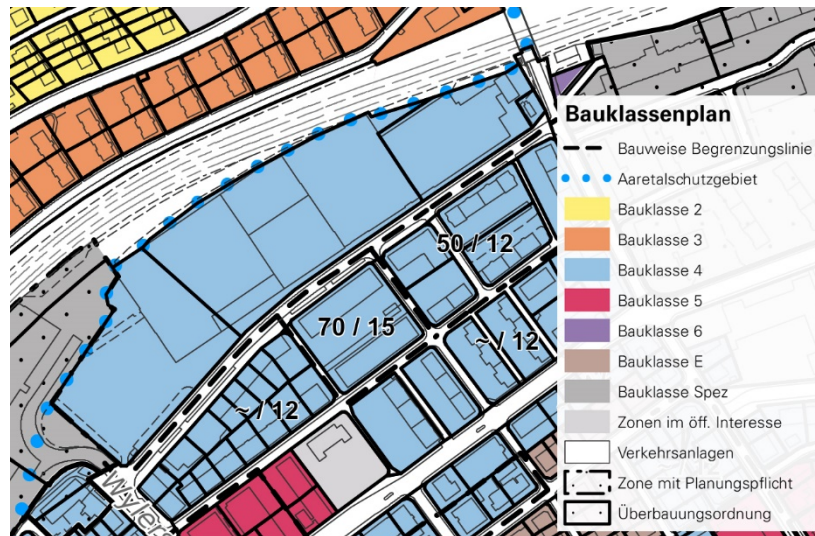 Bauklassenplan
Bauweise Begrenzungslinie
Aaretalschutzgebiet
Bauklasse 2
Bauklasse 3
Bauklasse 4
Bauklasse 5
Bauklasse 6
Bauklasse E
Bauklasse Spez
Zonen im öff. Interesse
Verkehrsanlagen
Zone mit Planungspflicht
Überbauungsordnung
50 / 12
70 / 15
~ / 12
~ / 12
Wylers